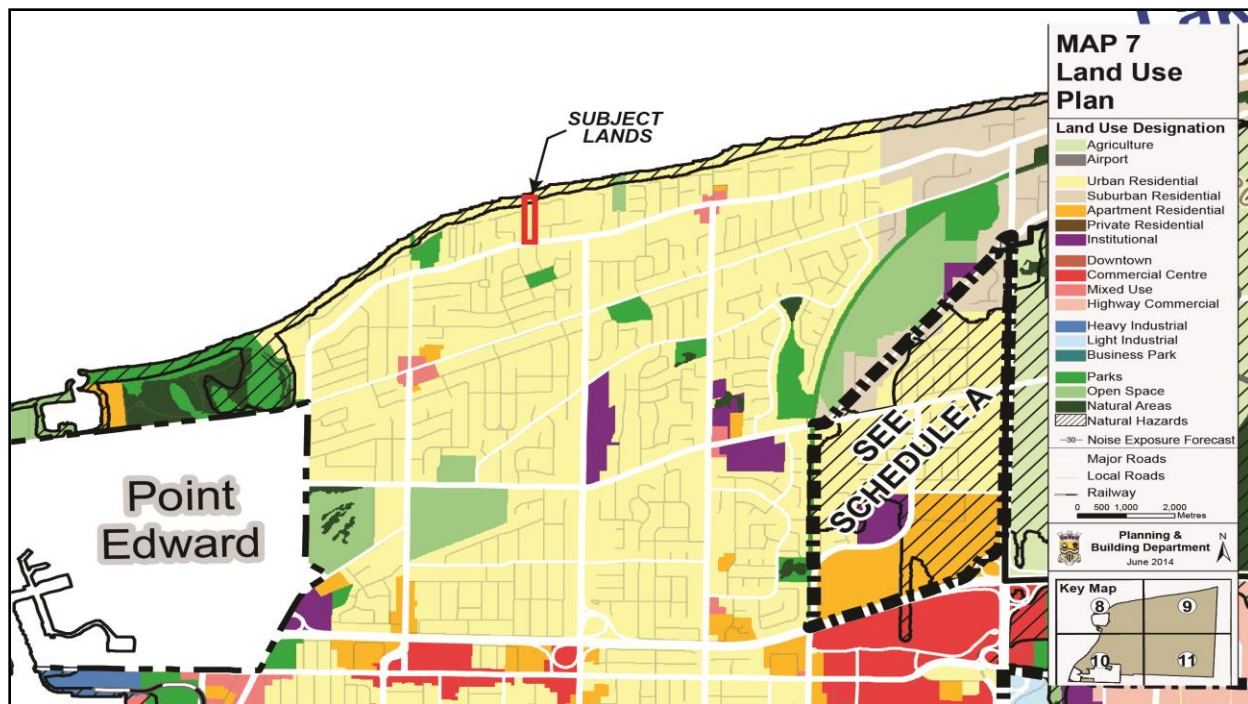 MAP 7
Land Use
Plan
Land Use Designation
Agriculture
Airport
Urban Residential
Suburban Residential
Apartment Residential
Private Residential
Institutional
Downtown
Commercial Centre
Mixed Use
Highway Commercial
Heavy Industrial
Light Industrial
Business Park
Parks
Open Space
Natural Areas
Natural Hazards
30 Noise Exposure Forecast
Major Roads
Local Roads
Railway
0 500 1,000 2,000
Metres
Planning &
Building Department
June 2014
N
Key Map
8
9
10
11
SUBJECT
LANDS
SEE
SCHEDULE A
Point
Edward